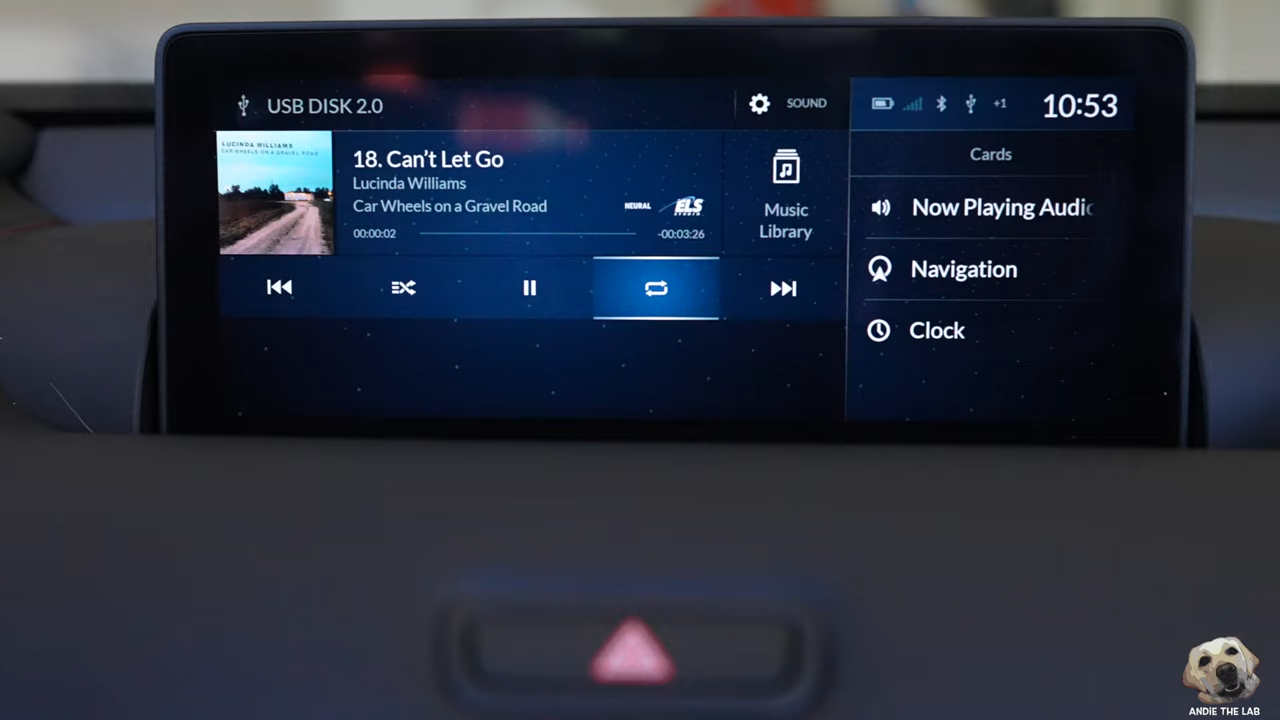 USB DISK 2.0
SOUND
+1
10:53
LUCINDA WILLIAMS
CAR WHEELS ON A GRAVEL ROAD
18. Can't Let Go
Lucinda Williams
Car Wheels on a Gravel Road
NEURAL
ELS
STUDIO
00:00:02
-00:03:26
Music
Library
Cards
Now Playing Audio
Navigation
Clock
ANDIE THE LAB